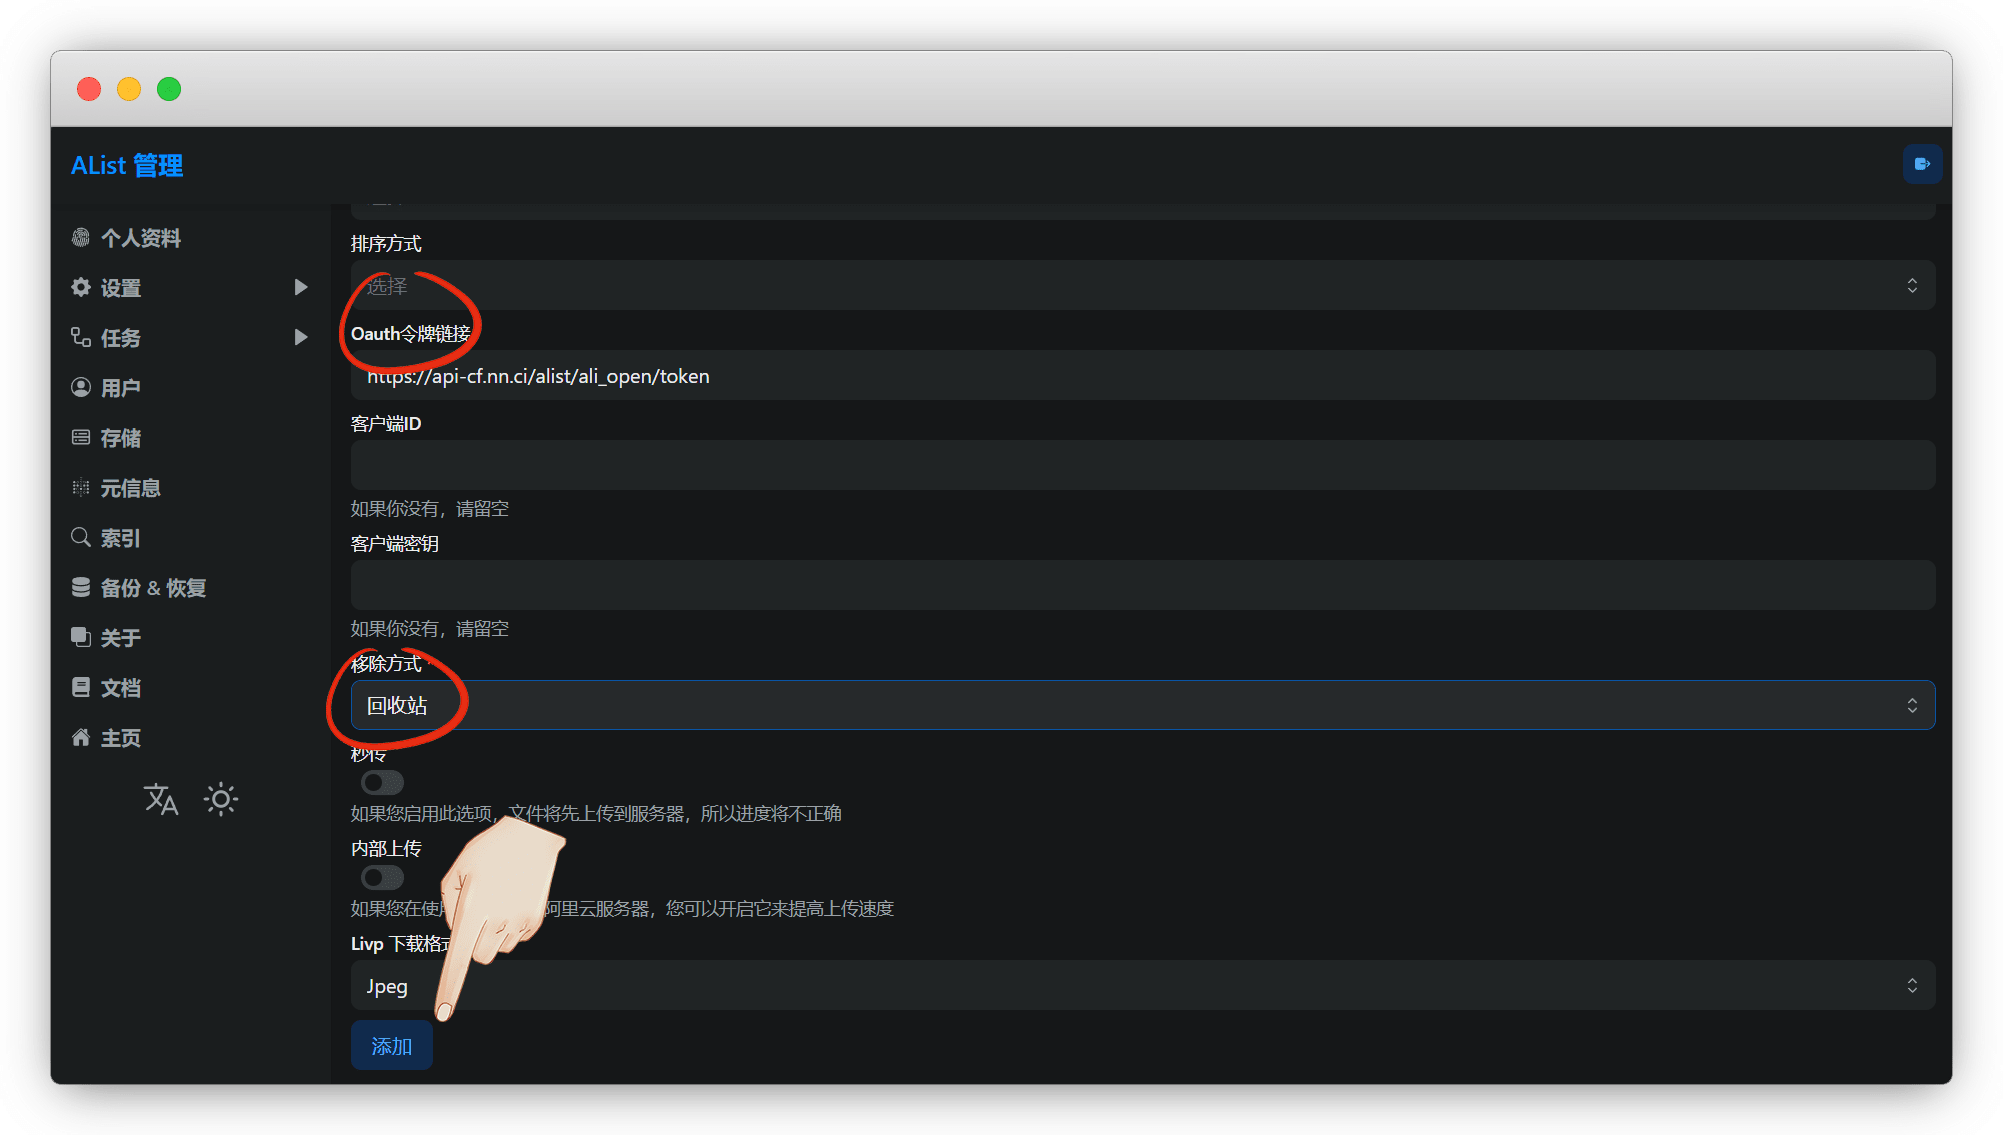 AList 管理
个人资料
设置
任务
用户
存储
元信息
索引
备份 & 恢复
关于
文档
主页
排序方式
选择
Oauth令牌链接
https://api-cf.nn.ci/alist/ali_open/token
客户端ID
如果你没有，请留空
客户端密钥
如果你没有，请留空
移除方式
回收站
秒传
如果您启用此选项，文件将先上传到服务器，所以进度将不正确
内部上传
如果您在使 阿里云服务器，您可以开启它来提高上传速度
Livp 下载格式
Jpeg
添加